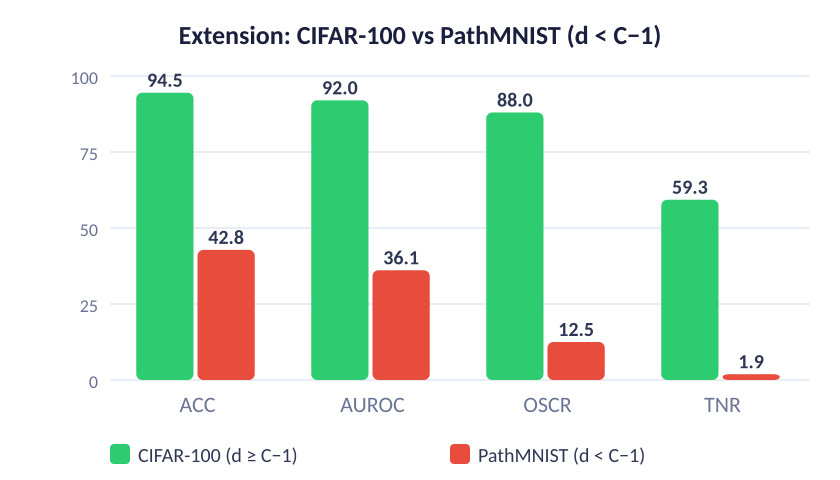 Extension: CIFAR-100 vs PathMNIST (d < C−1)
100
75
50
25
0
94.5
42.8
92.0
36.1
88.0
12.5
59.3
1.9
ACC
AUROC
OSCR
TNR
CIFAR-100 (d ≥ C−1)
PathMNIST (d < C−1)